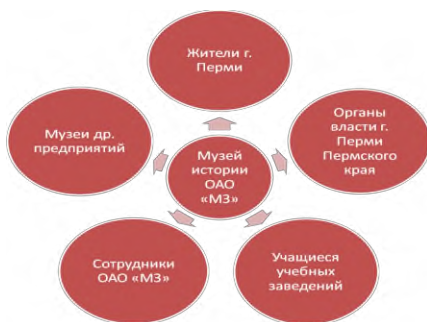 Жители г.
Перми
Органы
власти г.
Перми
Пермского
края
Музеи др.
предприятий
Музей
истории
ОАО
«МЗ»
Сотрудники
ОАО «МЗ»
Учащиеся
учебных
заведений